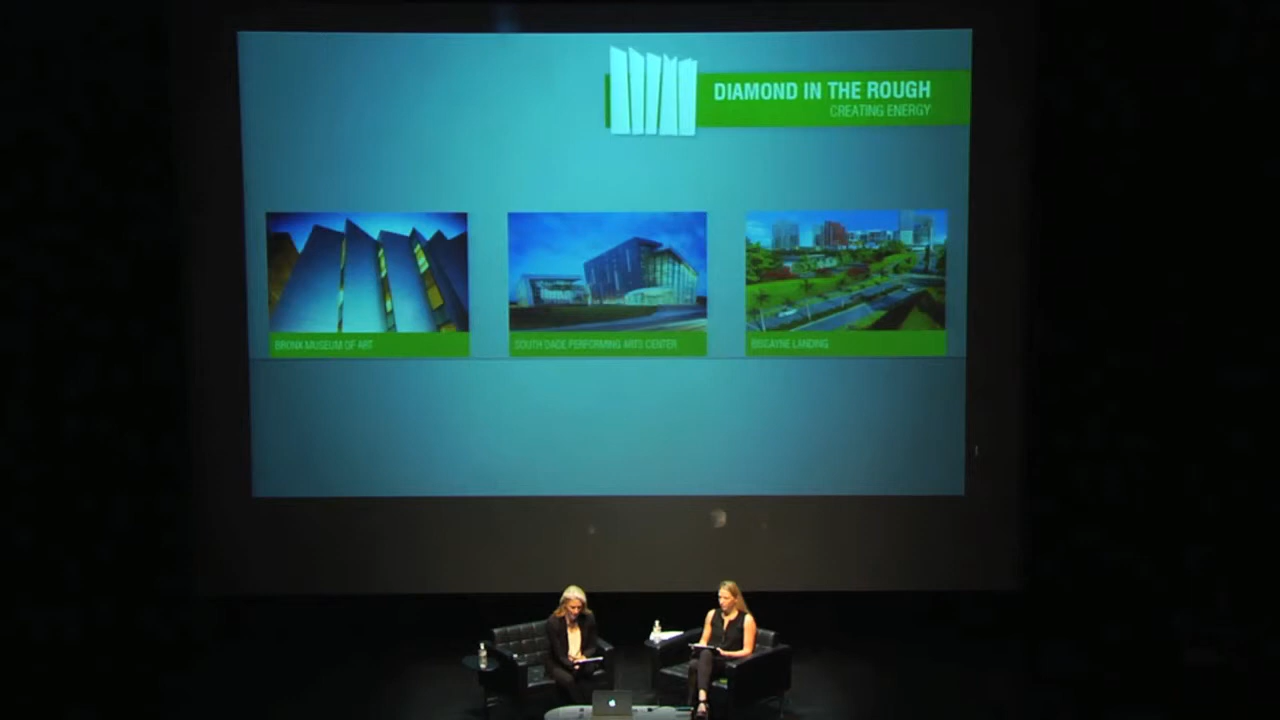 DIAMOND IN THE ROUGH
CREATING ENERGY
BRONX MUSEUM OF ART
SOUTH DADE PERFORMING ARTS CENTER
BISCAYNE LANDING